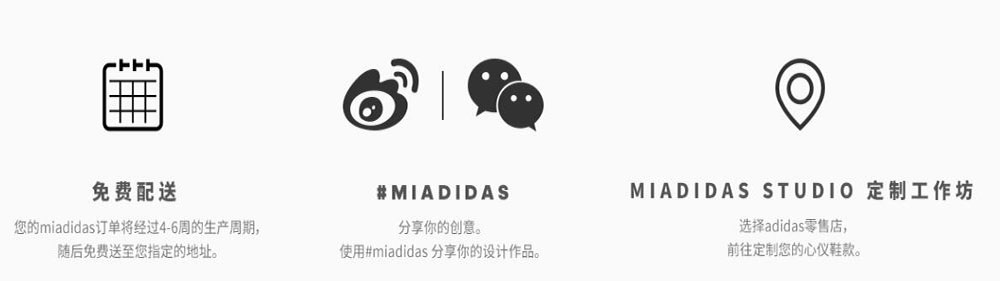 免费配送
您的miadidas订单将经过4-6周的生产周期，
随后免费送至您指定的地址。
#MIADIDAS
分享你的创意。
使用#miadidas 分享你的设计作品。
MIADIDAS STUDIO 定制工作坊
选择adidas零售店，
前往定制您的心仪鞋款。